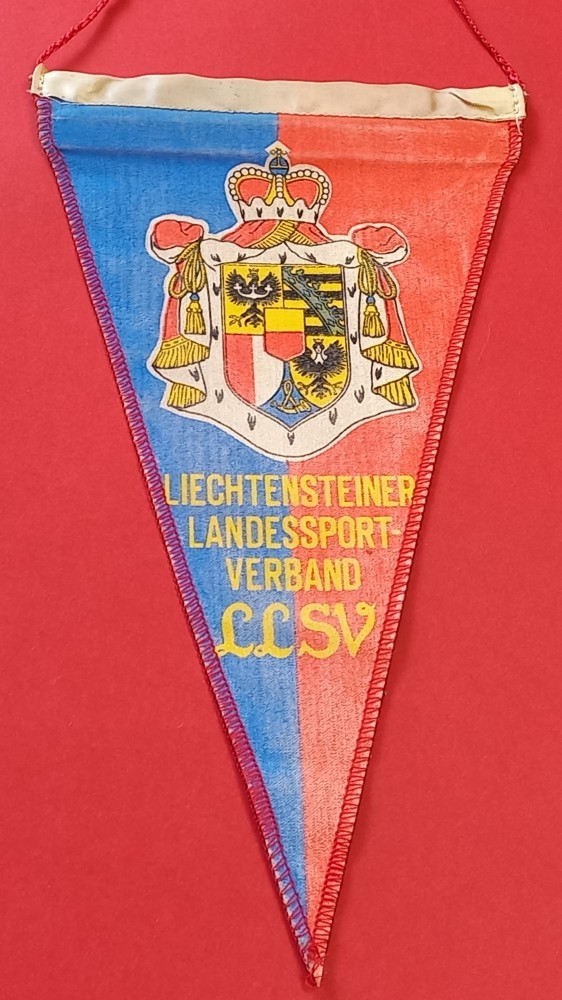 LIECHTENSTEINER
LANDESSPORT-
VERBAND
LLSV